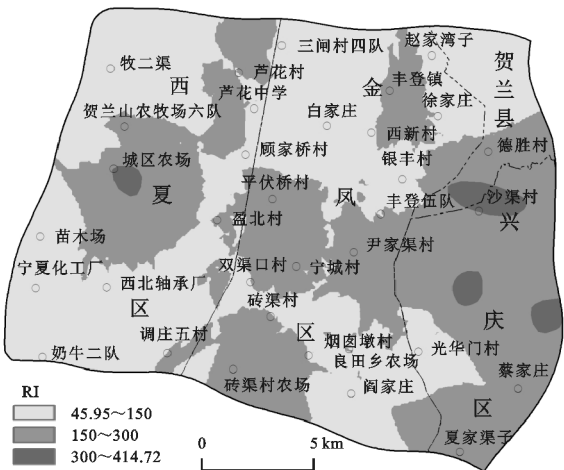 赵家湾子
三闸村四队
贺兰县
牧二渠
芦花村
西
金
丰登镇
芦花中学
贺兰山农牧场六队
白家庄
徐家庄
西新村
德胜村
顾家桥村
银丰村
城区农场
平伏桥村
夏
凤
沙渠村
丰登伍队
盈北村
兴
苗木场
尹家渠村
双渠口村
宁城村
宁夏化工厂
西北轴承厂
砖渠村
区
庆
调庄五村
区
烟囱墩村
光华门村
奶牛二队
良田乡农场
蔡家庄
砖渠村农场
阎家庄
RI
区
45.95～150
150～300
夏家渠子
300～414.72
0
5 km